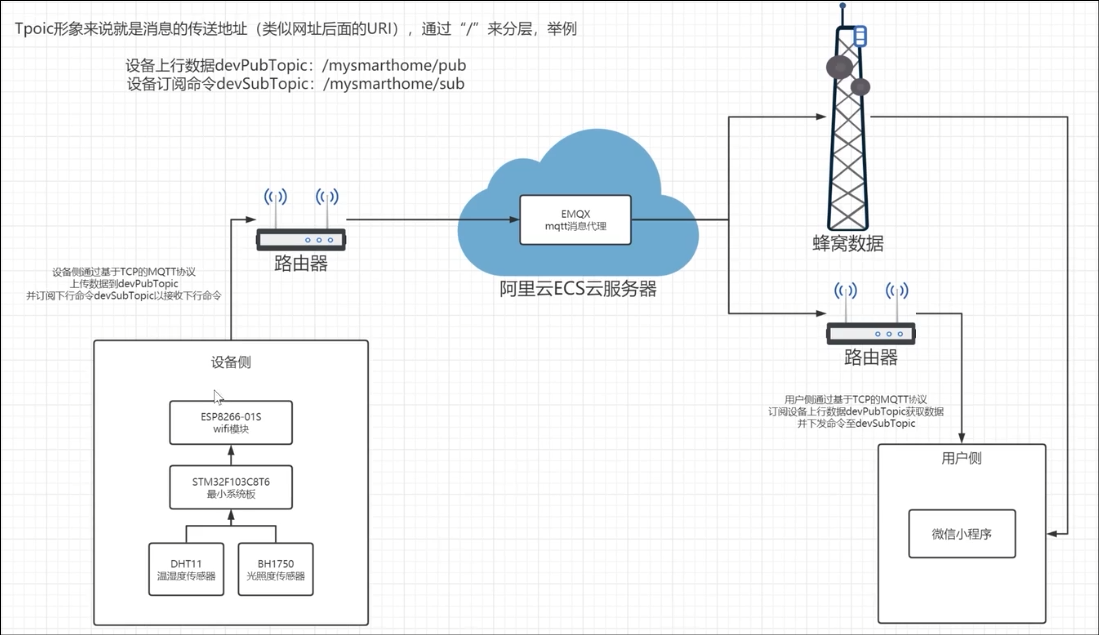 Tpoic形象来说就是消息的传送地址（类似网址后面的URI），通过“/”来分层，举例
设备上行数据devPubTopic：/mysmarthome/pub
设备订阅命令devSubTopic：/mysmarthome/sub
EMQX
mqtt消息代理
阿里云ECS云服务器
蜂窝数据
路由器
设备侧通过基于TCP的MQTT协议
上传数据到devPubTopic
并订阅下行命令devSubTopic以接收下行命令
路由器
设备侧
ESP8266-01S
wifi模块
STM32F103C8T6
最小系统板
DHT11
温湿度传感器
BH1750
光照度传感器
用户侧通过基于TCP的MQTT协议
订阅设备上行数据devPubTopic获取数据
并下发命令至devSubTopic
用户侧
微信小程序